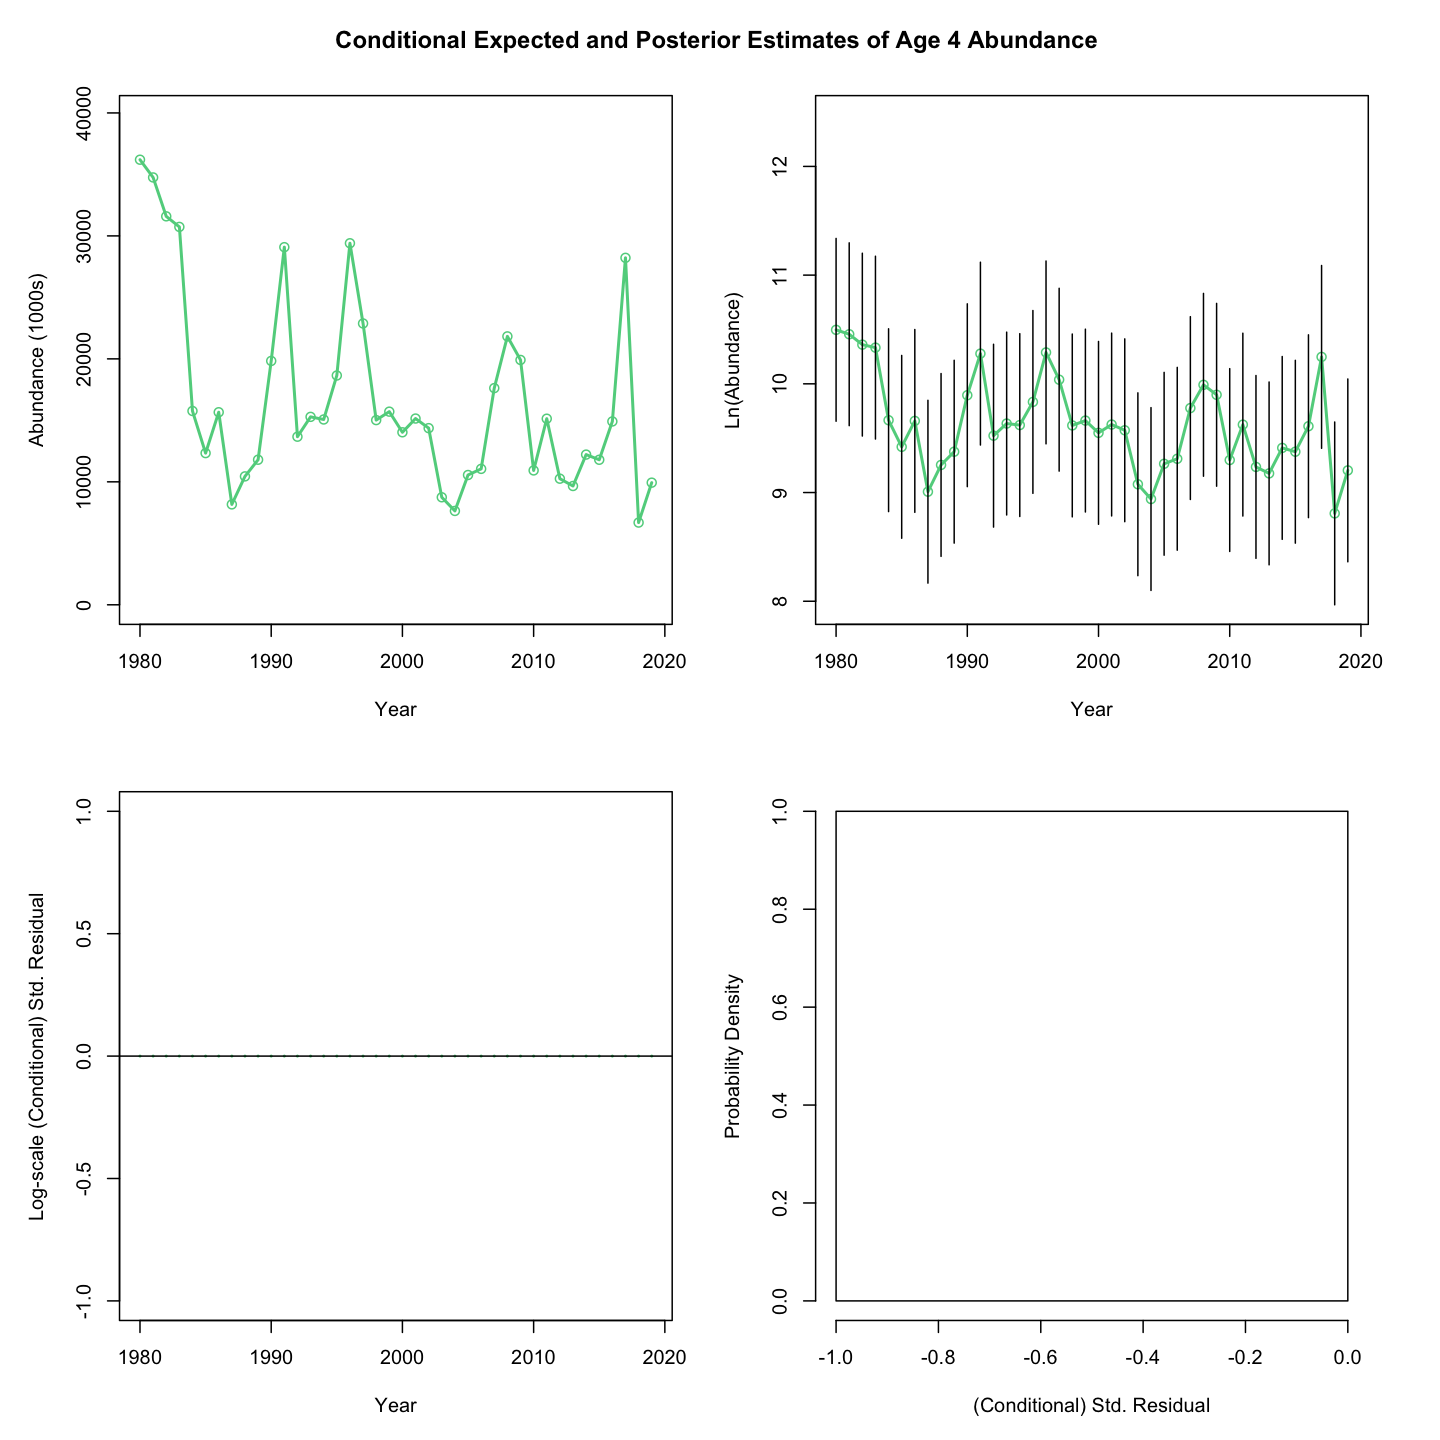 Conditional Expected and Posterior Estimates of Age 4 Abundance
Abundance (1000s)
40000
30000
20000
10000
0
1980 1990 2000 2010 2020
Year
Ln(Abundance)
12
11
10
9
8
1980 1990 2000 2010 2020
Year
Log-scale (Conditional) Std. Residual
1.0
0.5
0.0
-0.5
-1.0
1980 1990 2000 2010 2020
Year
Probability Density
1.0
0.8
0.6
0.4
0.2
0.0
-1.0 -0.8 -0.6 -0.4 -0.2 0.0
(Conditional) Std. Residual